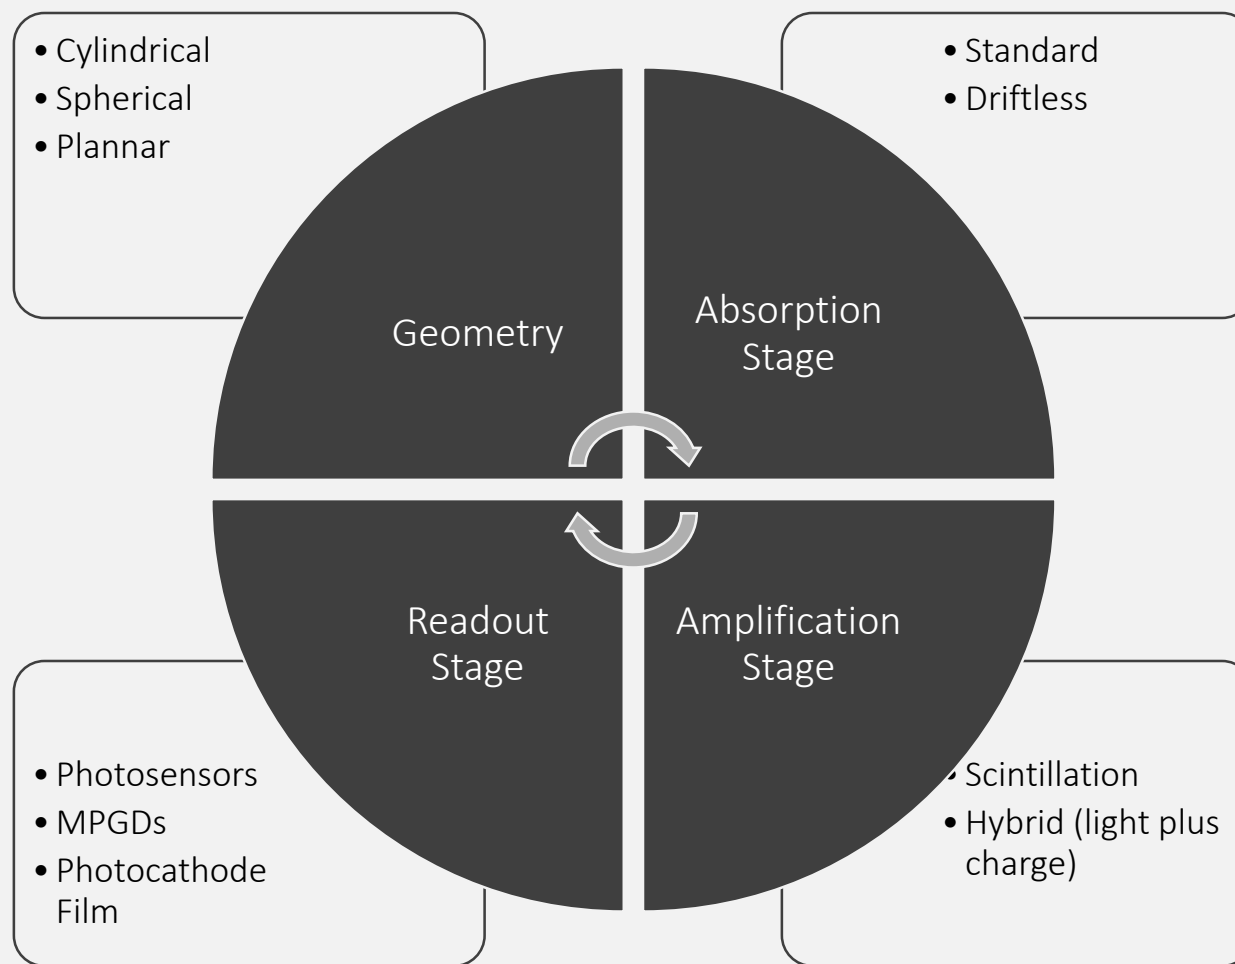 • Cylindrical
• Spherical
• Plannar
• Standard
• Driftless
Geometry
Absorption
Stage
Readout
Stage
Amplification
Stage
• Photosensors
• MPGDs
• Photocathode
Film
• Scintillation
• Hybrid (light plus
charge)